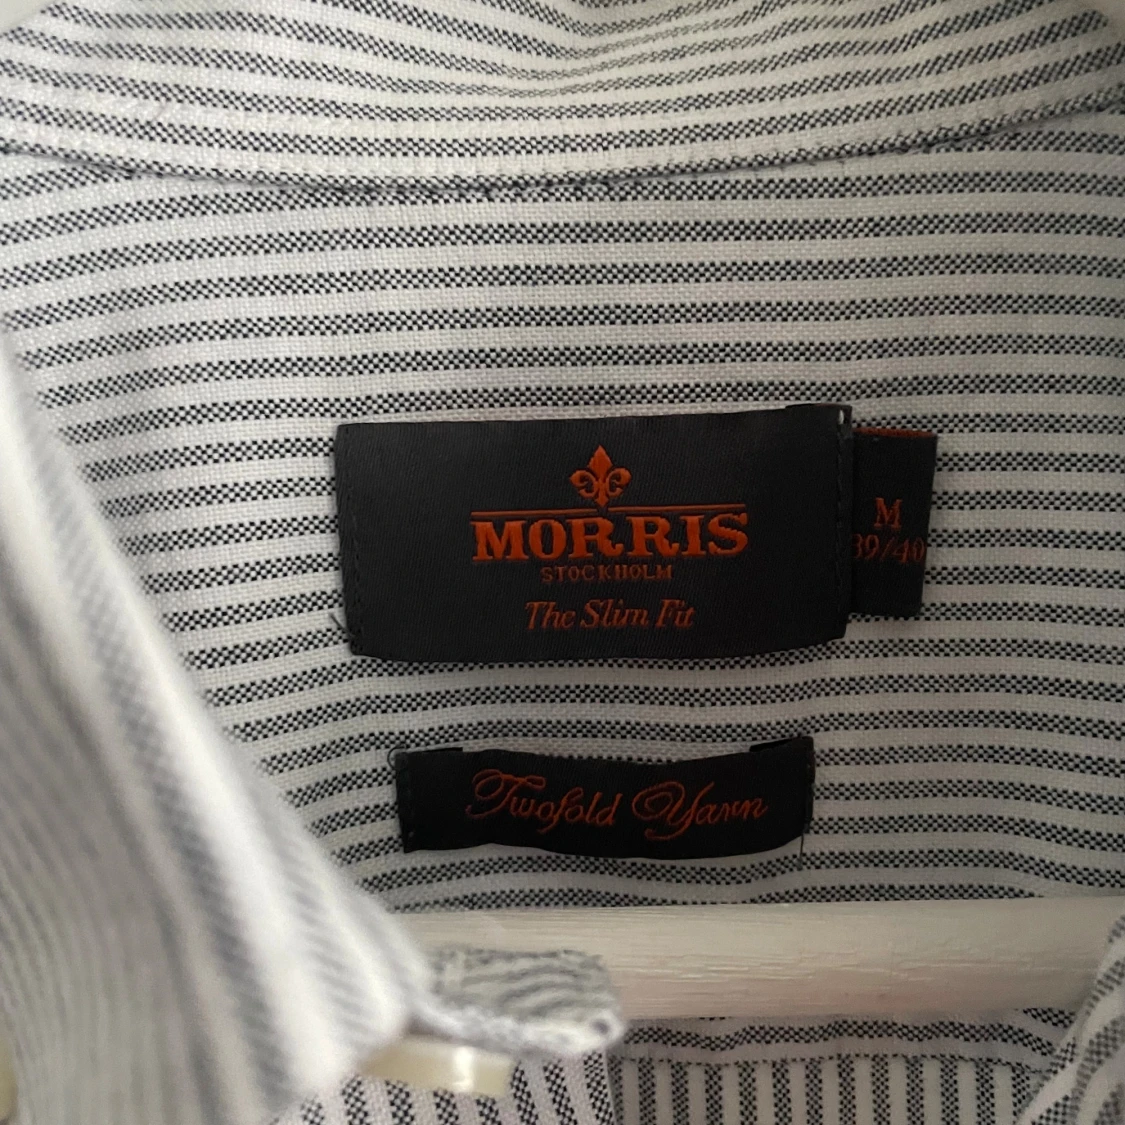 MORRIS
STOCKHOLM
The Slim Fit
M
39/40
Twofold Yarn